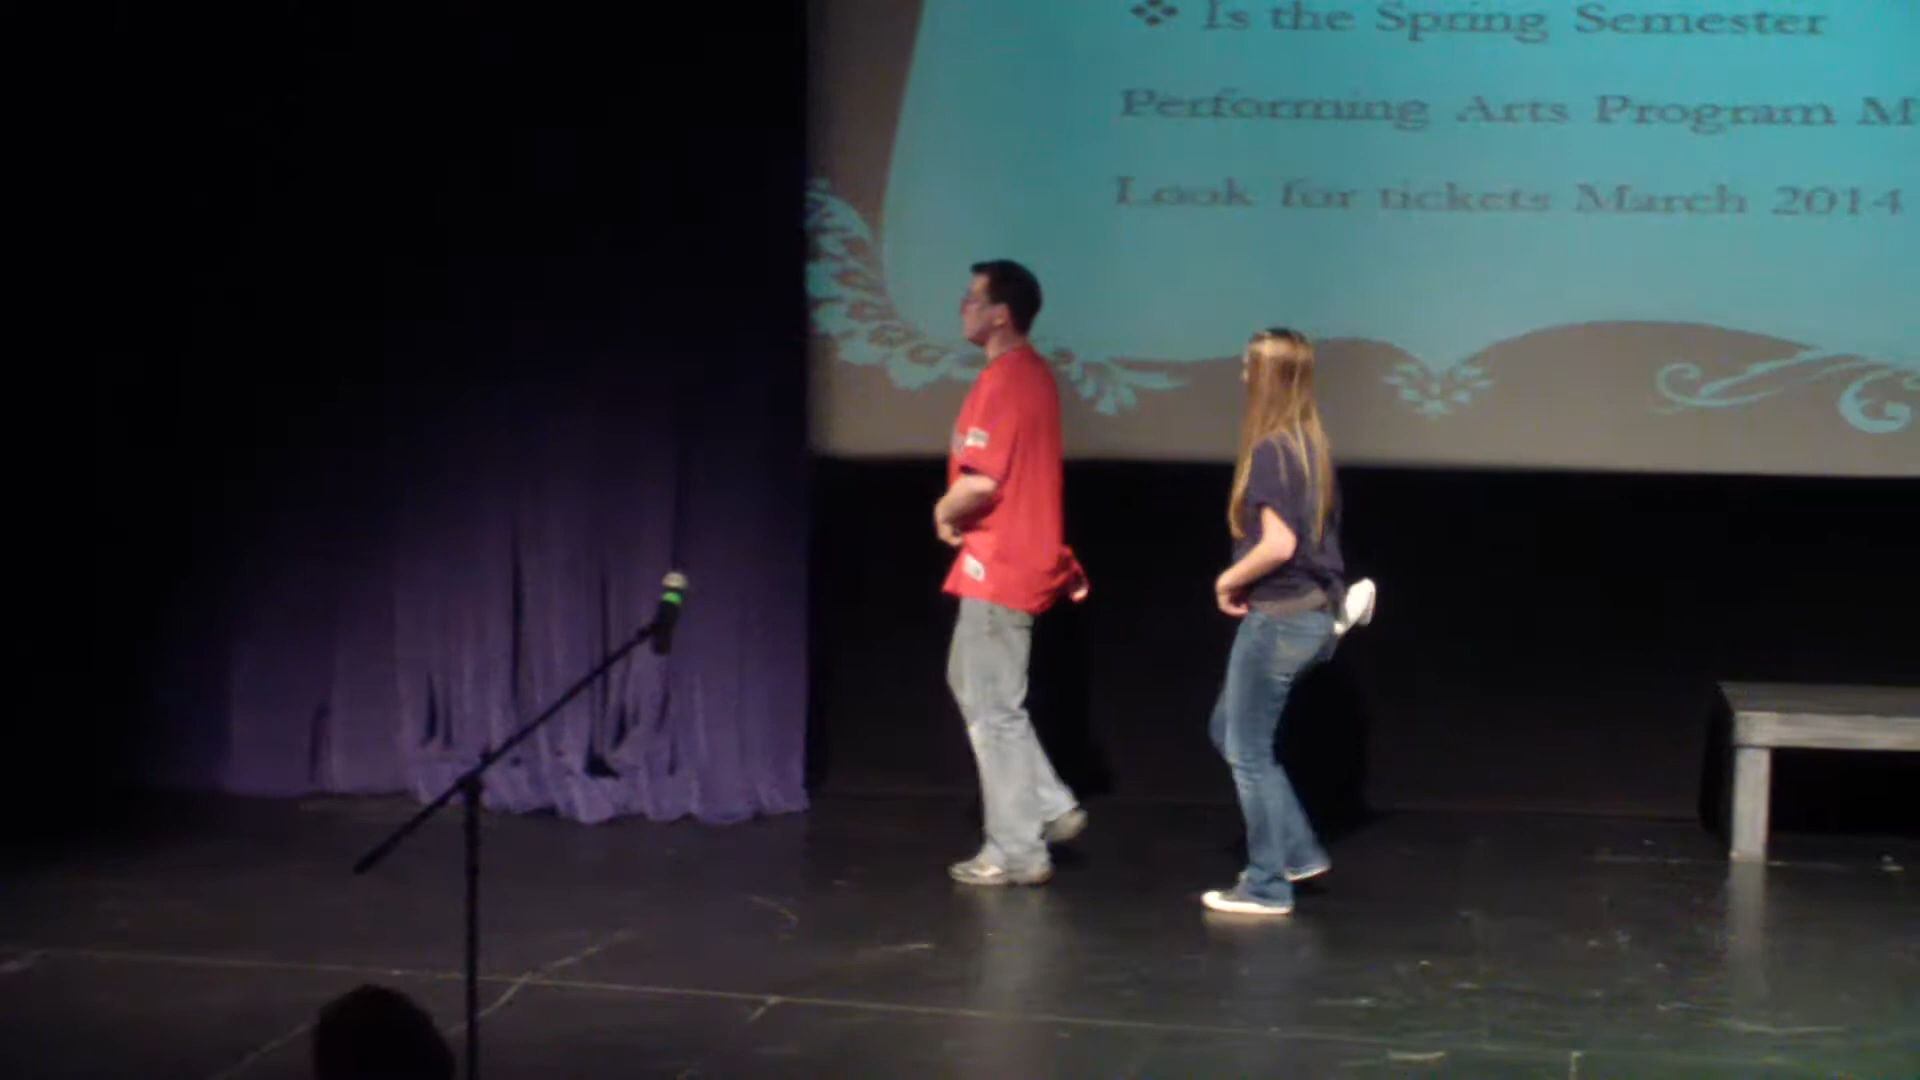 ❖ Is the Spring Semester
Performing Arts Program M
Look for tickets March 2014